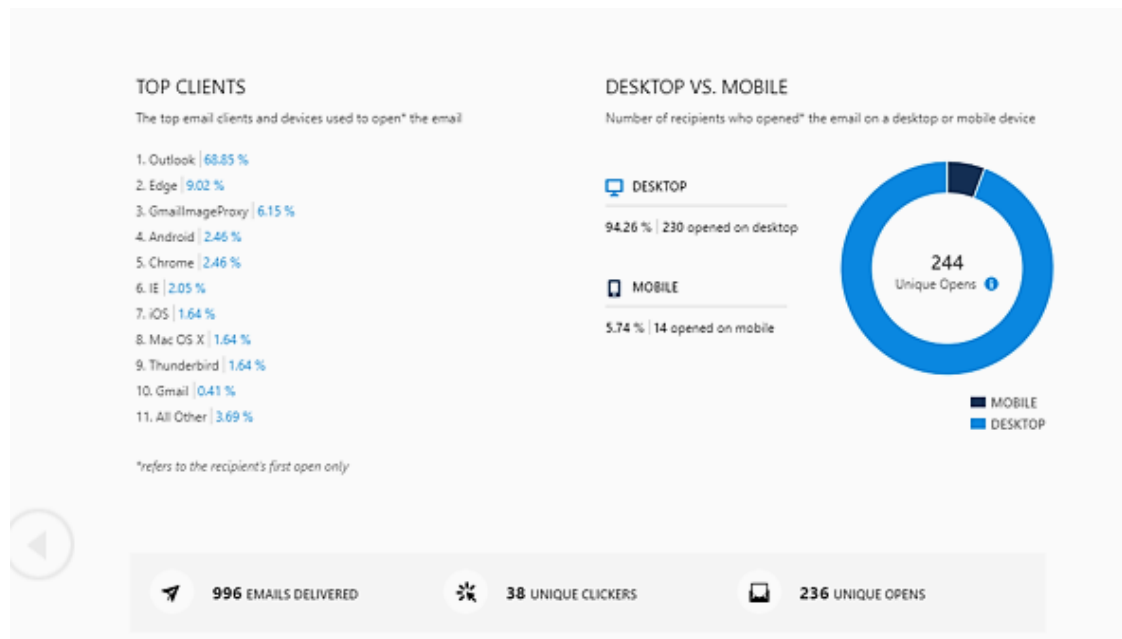 TOP CLIENTS
The top email clients and devices used to open* the email
1. Outlook 68.85 %
2. Edge 9.02 %
3. GmailImageProxy 6.15 %
4. Android 2.46 %
5. Chrome 2.46 %
6. IE 2.05 %
7. iOS 1.64 %
8. Mac OS X 1.64 %
9. Thunderbird 1.64 %
10. Gmail 0.41 %
11. All Other 3.69 %
*refers to the recipient's first open only
DESKTOP VS. MOBILE
Number of recipients who opened* the email on a desktop or mobile device
DESKTOP
94.26 % 230 opened on desktop
MOBILE
5.74 % 14 opened on mobile
244
Unique Opens
MOBILE
DESKTOP
996 EMAILS DELIVERED
38 UNIQUE CLICKERS
236 UNIQUE OPENS